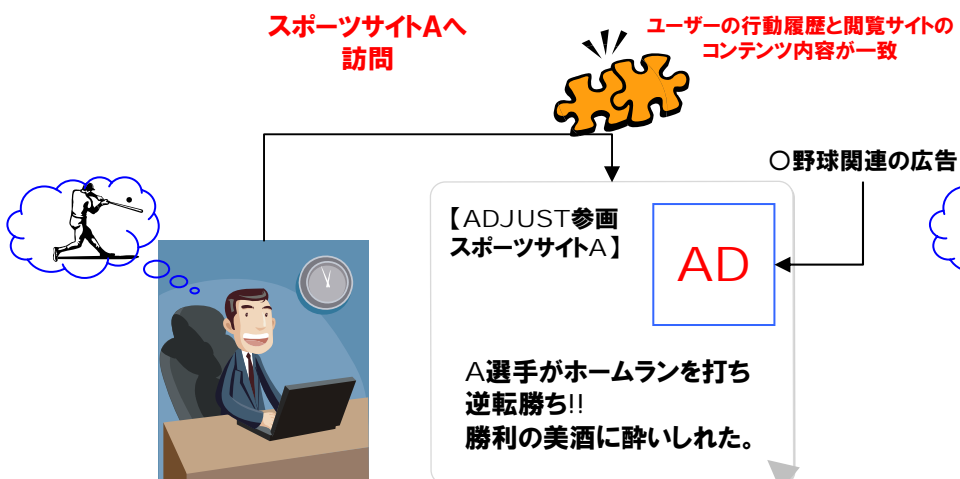 スポーツサイトAへ
訪問
ユーザーの行動履歴と閲覧サイトの
コンテンツ内容が一致
○野球関連の広告
【ADJUST参画
スポーツサイトA】
AD
A選手がホームランを打ち
逆転勝ち!!
勝利の美酒に酔いしれた。